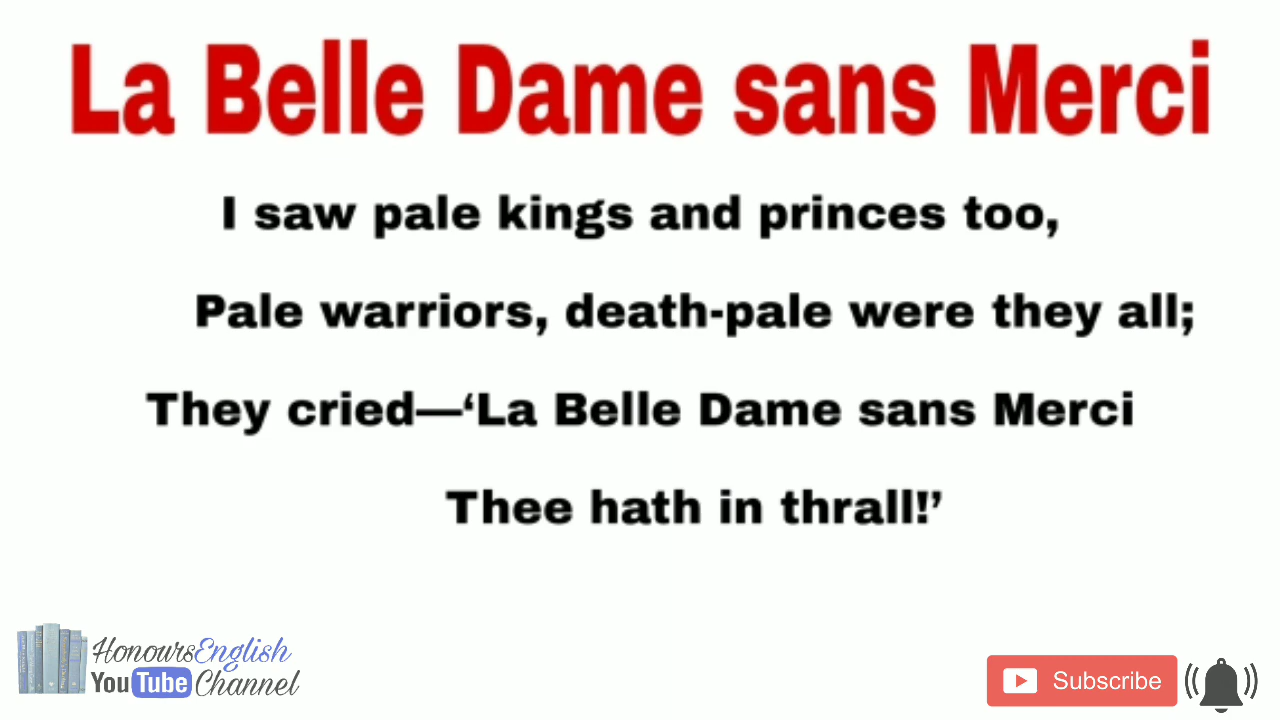 La Belle Dame sans Merci
I saw pale kings and princes too,
Pale warriors, death-pale were they all;
They cried—‘La Belle Dame sans Merci
Thee hath in thrall!’
HonoursEnglish
YouTube Channel
Subscribe